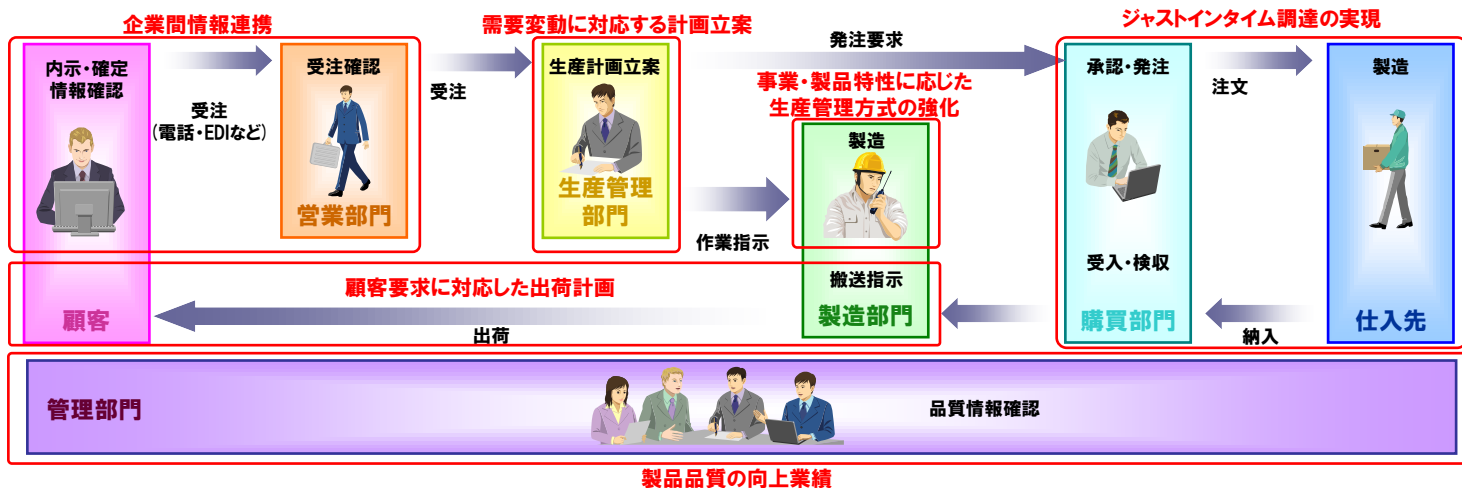 企業間情報連携
需要変動に対応する計画立案
ジャストインタイム調達の実現
内示・確定
情報確認
受注
(電話・EDIなど)
受注確認
営業部門
受注
生産計画立案
生産管理
部門
発注要求
事業・製品特性に応じた
生産管理方式の強化
製造
作業指示
承認・発注
注文
製造
顧客要求に対応した出荷計画
搬送指示
受入・検収
顧客
出荷
製造部門
購買部門
納入
仕入先
管理部門
品質情報確認
製品品質の向上業績